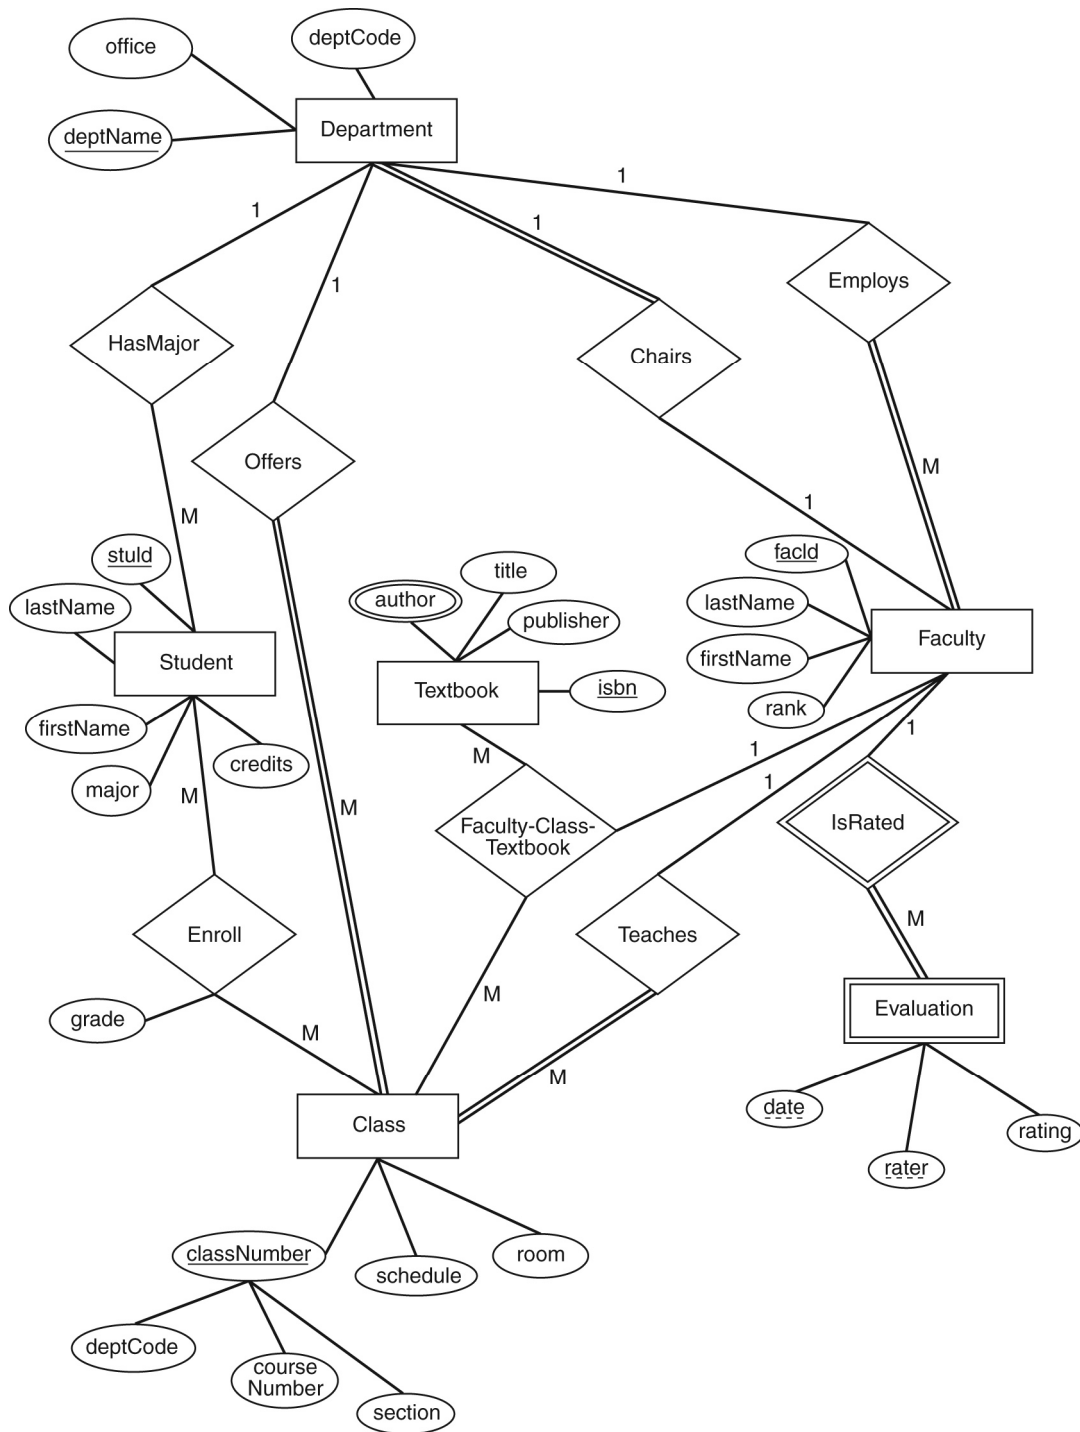 office
deptCode
deptName
Department
1
1
1
1
Employs
HasMajor
Chairs
Offers
M
1
M
stuId
facId
title
author
lastName
lastName
publisher
Student
Faculty
Textbook
isbn
firstName
rank
firstName
credits
major
M
M
1
1
1
M
Faculty-Class-
Textbook
IsRated
Enroll
Teaches
M
grade
M
M
M
Evaluation
Class
date
rating
rater
classNumber
schedule
room
deptCode
course
Number
section